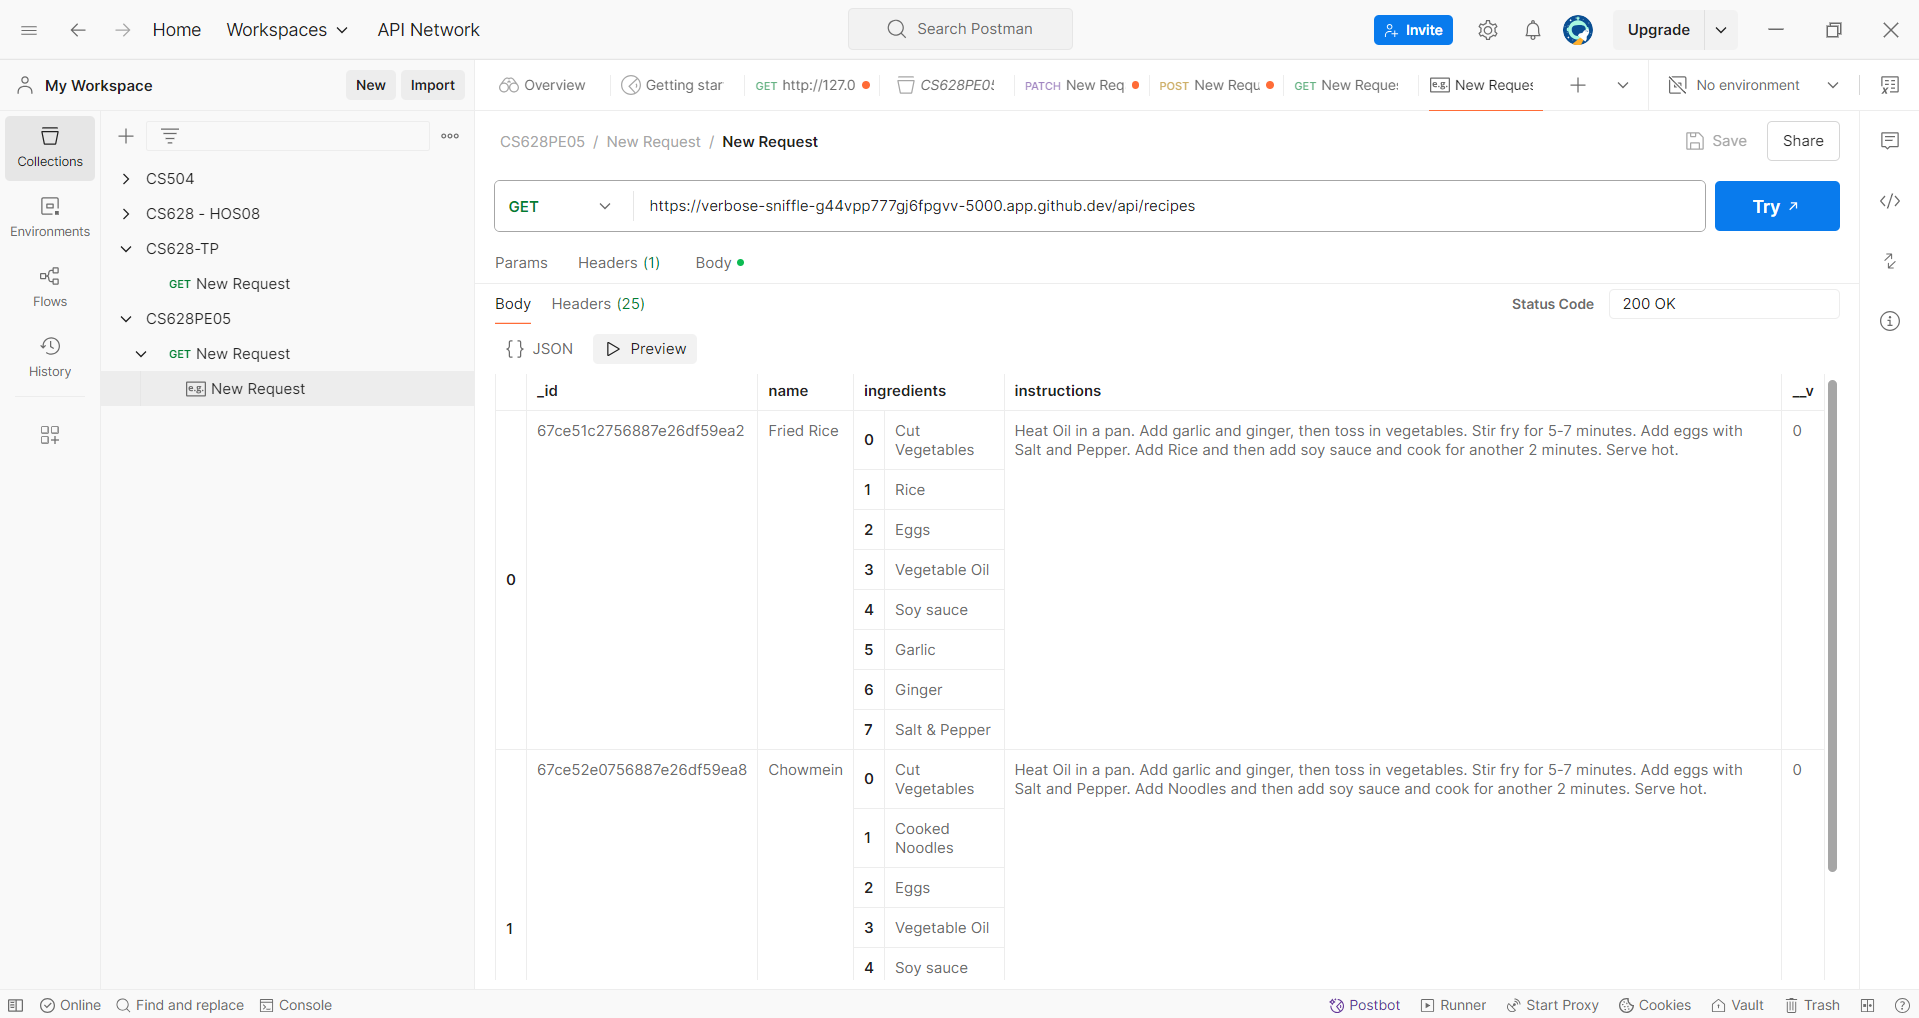 Home Workspaces API Network Search Postman Invite Upgrade
My Workspace New Import
Overview Getting star GET http://127.0 CS628PE05 PATCH New Req POST New Requ GET New Reques e.g. New Reques No environment
Collections
Environments
Flows
History
CS504
CS628 - HOS08
CS628-TP
GET New Request
CS628PE05
GET New Request
e.g. New Request
CS628PE05 / New Request / New Request Save Share
GET https://verbose-sniffle-g44vpp777gj6fpgvv-5000.app.github.dev/api/recipes Try
Params Headers (1) Body
Body Headers (25) Status Code 200 OK
{} JSON Preview
_id name ingredients instructions __v
0 67ce51c2756887e26df59ea2 Fried Rice
0 Cut
Vegetables
1 Rice
2 Eggs
3 Vegetable Oil
4 Soy sauce
5 Garlic
6 Ginger
7 Salt & Pepper
Heat Oil in a pan. Add garlic and ginger, then toss in vegetables. Stir fry for 5-7 minutes. Add eggs with
Salt and Pepper. Add Rice and then add soy sauce and cook for another 2 minutes. Serve hot.
0
1 67ce52e0756887e26df59ea8 Chowmein
0 Cut
Vegetables
1 Cooked
Noodles
2 Eggs
3 Vegetable Oil
4 Soy sauce
Heat Oil in a pan. Add garlic and ginger, then toss in vegetables. Stir fry for 5-7 minutes. Add eggs with
Salt and Pepper. Add Noodles and then add soy sauce and cook for another 2 minutes. Serve hot.
0
Online Find and replace Console Postbot Runner Start Proxy Cookies Vault Trash